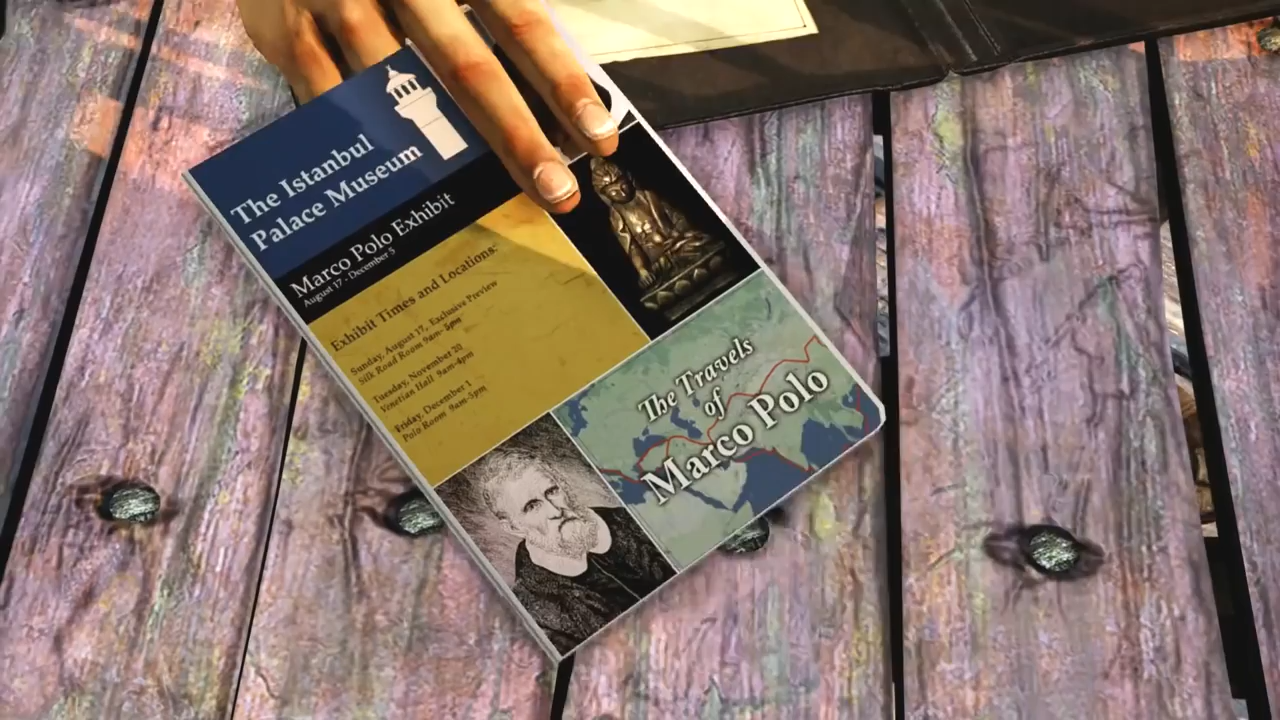 The Istanbul
Palace Museum
Marco Polo Exhibit
August 17 - December 5
Exhibit Times and Locations:
Sunday, August 17, Exclusive Preview
Silk Road Room 9am-3pm
Tuesday, November 20
Venetian Hall 9am-4pm
Friday, December 1
Polo Room 9am-5pm
The Travels
of
Marco Polo